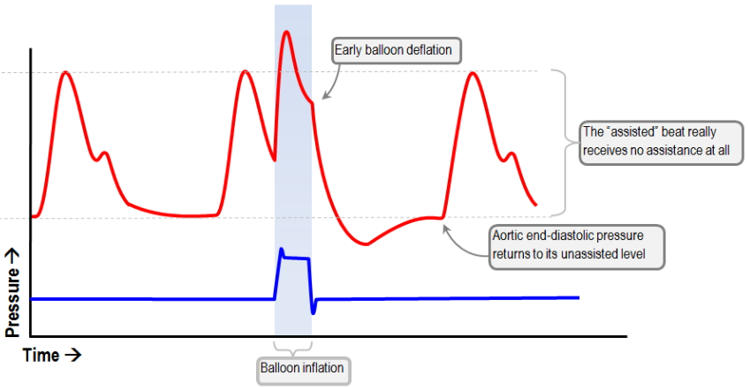 Early balloon deflation
The “assisted” beat really
receives no assistance at all
Aortic end-diastolic pressure
returns to its unassisted level
Pressure →
Time →
Balloon inflation